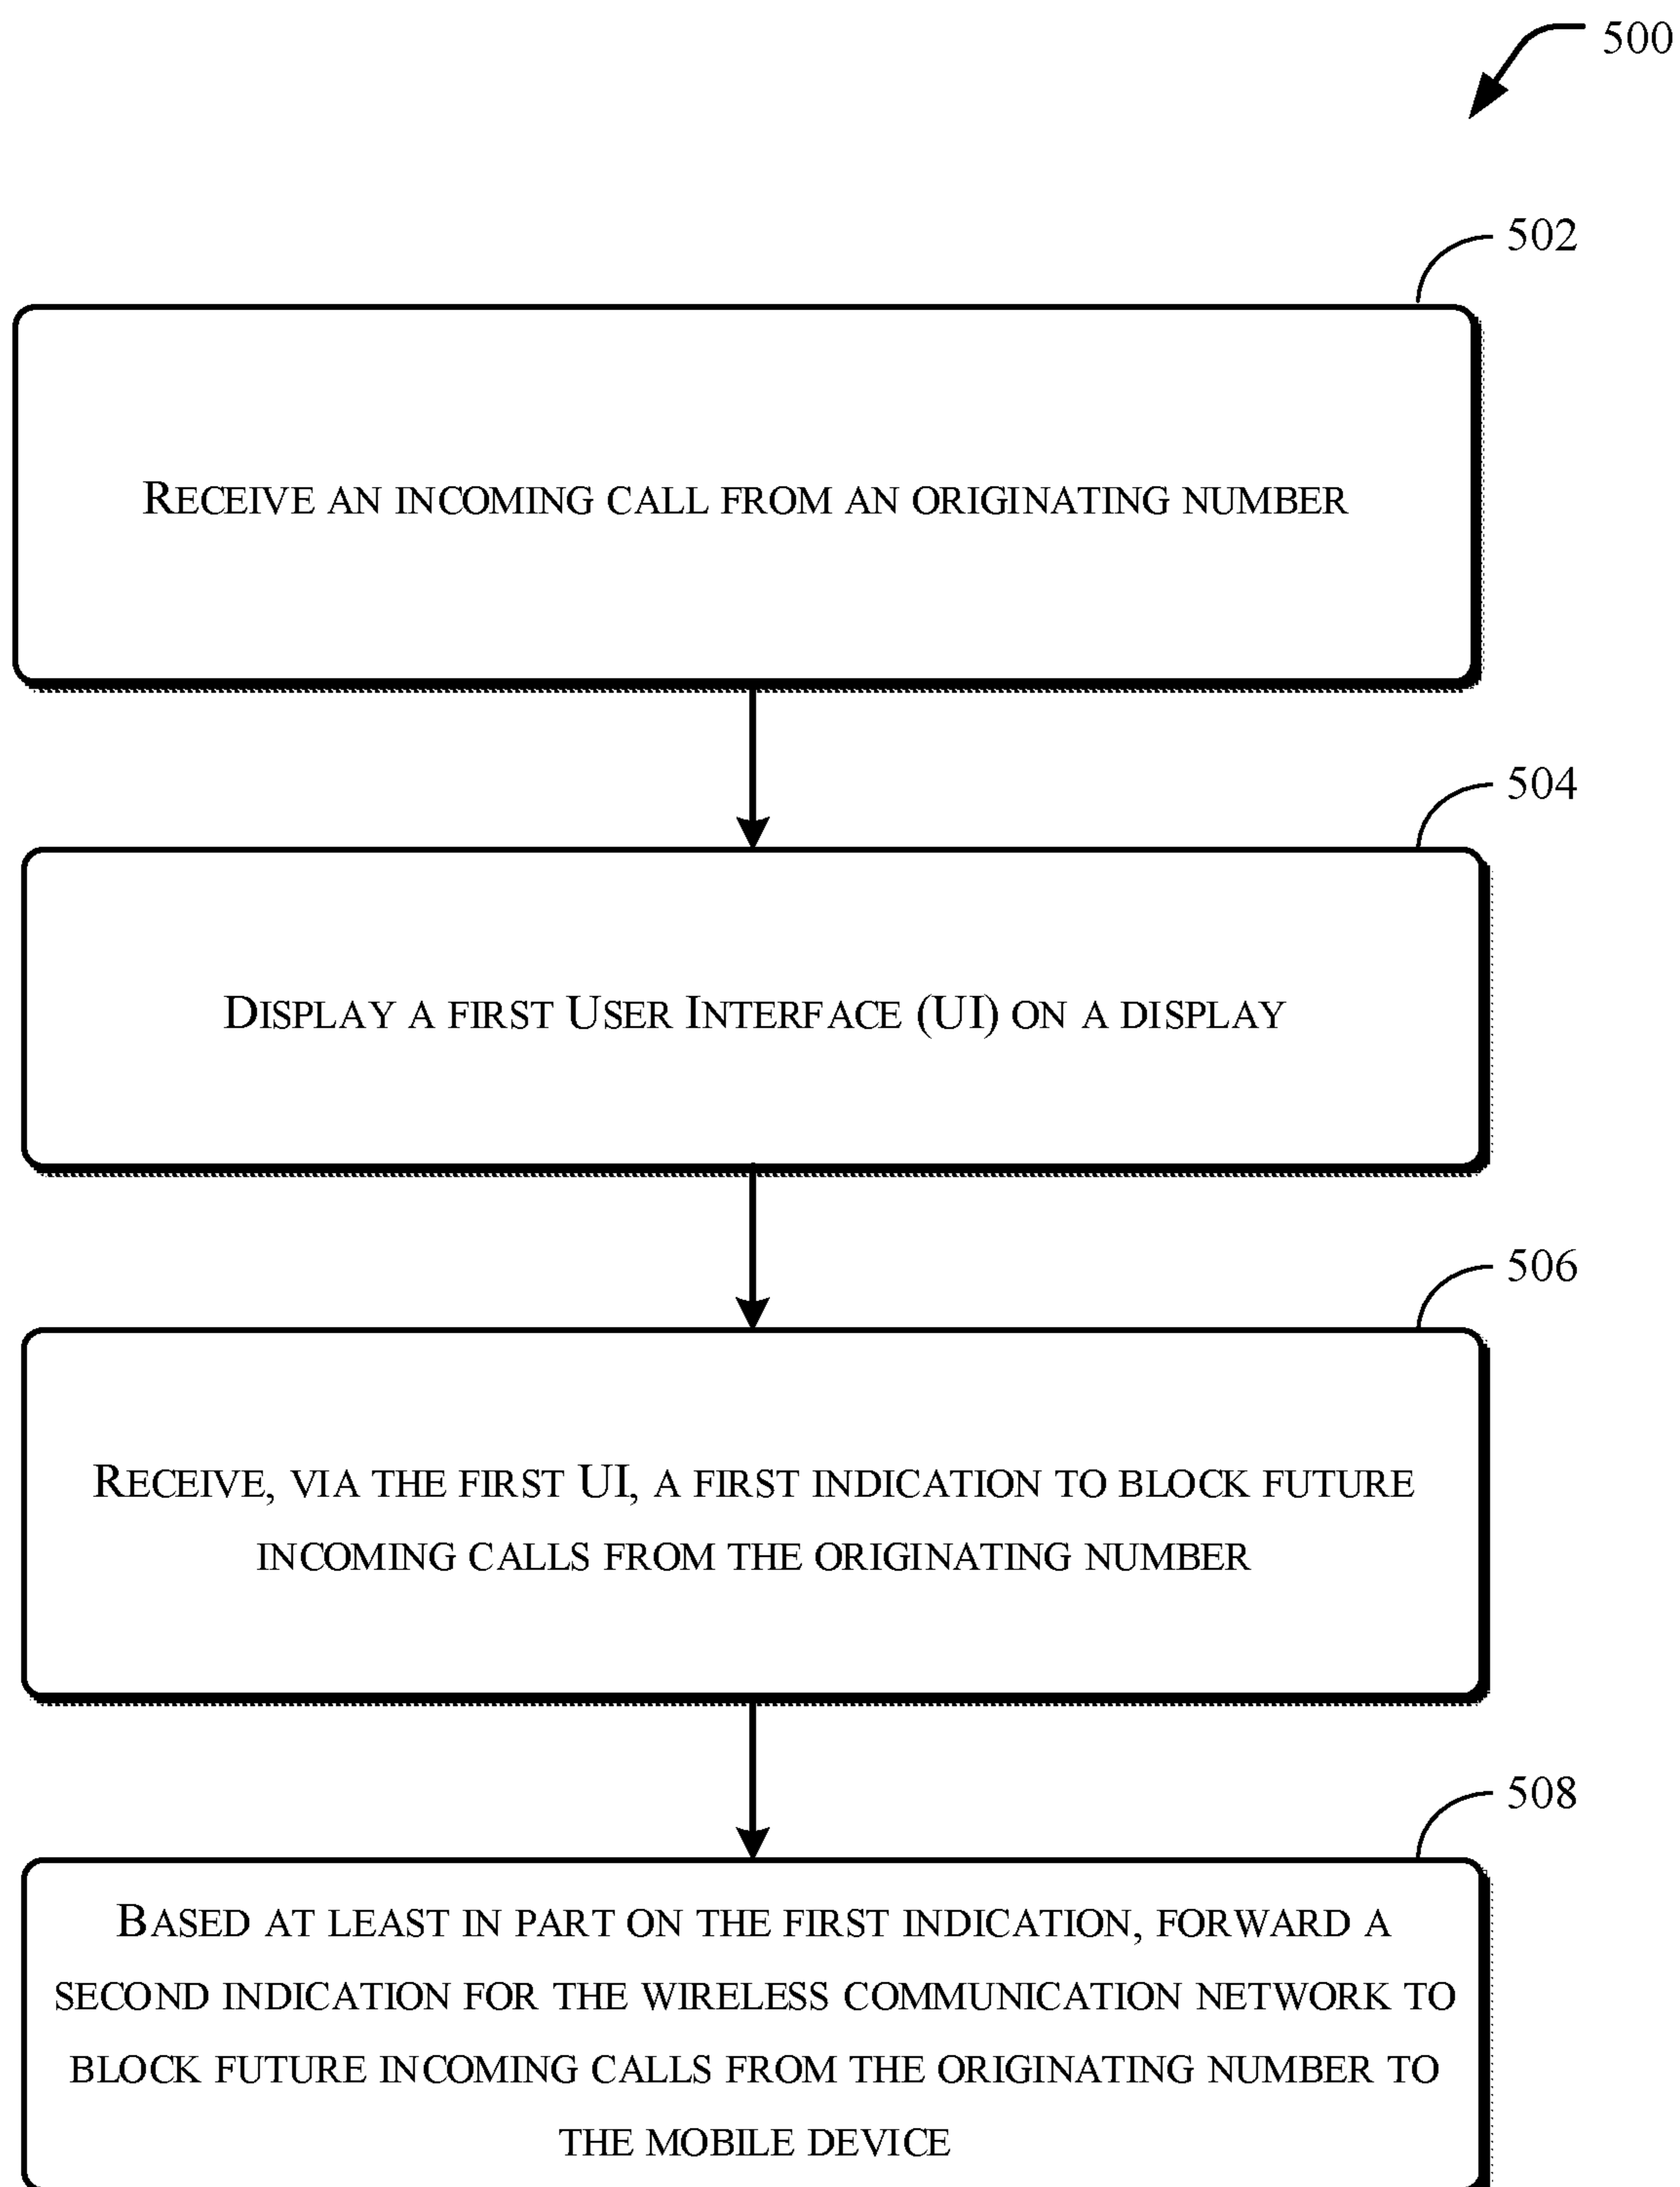 500
502
RECEIVE AN INCOMING CALL FROM AN ORIGINATING NUMBER
504
DISPLAY A FIRST USER INTERFACE (UI) ON A DISPLAY
506
RECEIVE, VIA THE FIRST UI, A FIRST INDICATION TO BLOCK FUTURE
INCOMING CALLS FROM THE ORIGINATING NUMBER
508
BASED AT LEAST IN PART ON THE FIRST INDICATION, FORWARD A
SECOND INDICATION FOR THE WIRELESS COMMUNICATION NETWORK TO
BLOCK FUTURE INCOMING CALLS FROM THE ORIGINATING NUMBER TO
THE MOBILE DEVICE